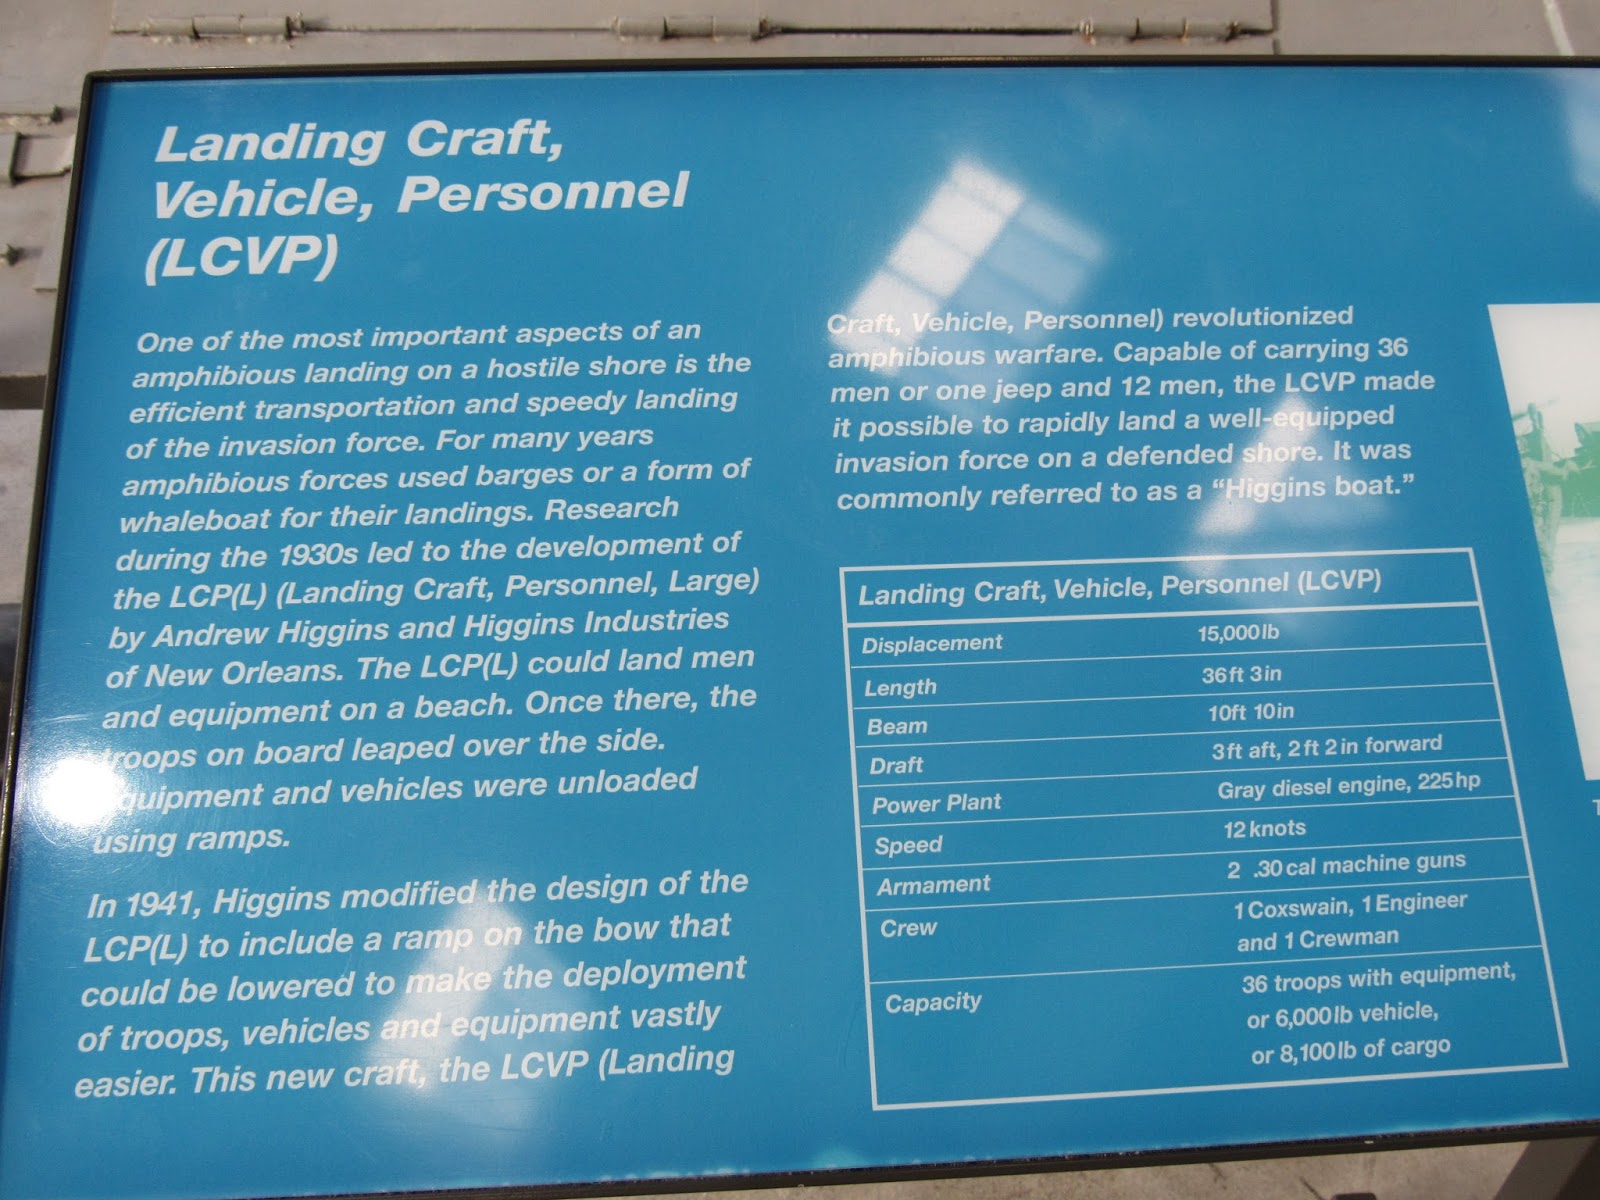 Landing Craft,
Vehicle, Personnel
(LCVP)
One of the most important aspects of an
amphibious landing on a hostile shore is the
efficient transportation and speedy landing
of the invasion force. For many years
amphibious forces used barges or a form of
whaleboat for their landings. Research
during the 1930s led to the development of
the LCP(L) (Landing Craft, Personnel, Large)
by Andrew Higgins and Higgins Industries
of New Orleans. The LCP(L) could land men
and equipment on a beach. Once there, the
troops on board leaped over the side.
equipment and vehicles were unloaded
using ramps.
In 1941, Higgins modified the design of the
LCP(L) to include a ramp on the bow that
could be lowered to make the deployment
of troops, vehicles and equipment vastly
easier. This new craft, the LCVP (Landing
Craft, Vehicle, Personnel) revolutionized
amphibious warfare. Capable of carrying 36
men or one jeep and 12 men, the LCVP made
it possible to rapidly land a well-equipped
invasion force on a defended shore. It was
commonly referred to as a “Higgins boat.”
Landing Craft, Vehicle, Personnel (LCVP)
Displacement 15,000 lb
Length 36 ft 3 in
Beam 10ft 10in
Draft 3 ft aft, 2 ft 2 in forward
Power Plant Gray diesel engine, 225 hp
Speed 12 knots
Armament 2 .30 cal machine guns
Crew 1 Coxswain, 1 Engineer
and 1 Crewman
Capacity 36 troops with equipment,
or 6,000 lb vehicle,
or 8,100 lb of cargo